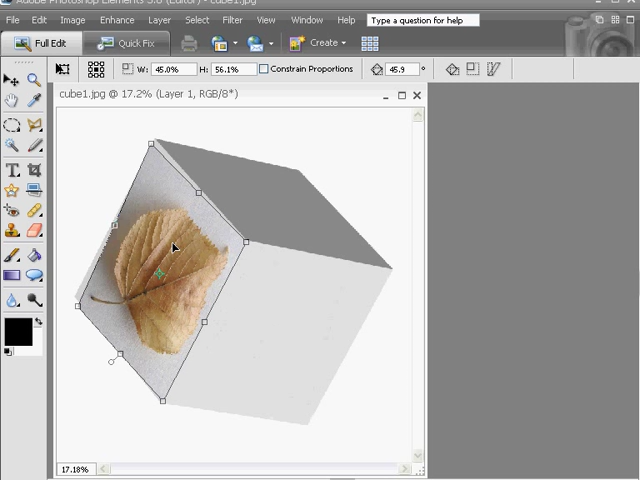 Adobe Photoshop Elements 5.0 (Editor) - cube1.jpg
File Edit Image Enhance Layer Select Filter View Window Help Type a question for help
Full Edit Quick Fix Create
W: 45.0% H: 56.1% Constrain Proportions 45.9 °
cube1.jpg @ 17.2% (Layer 1, RGB/8*)
T
17.18%